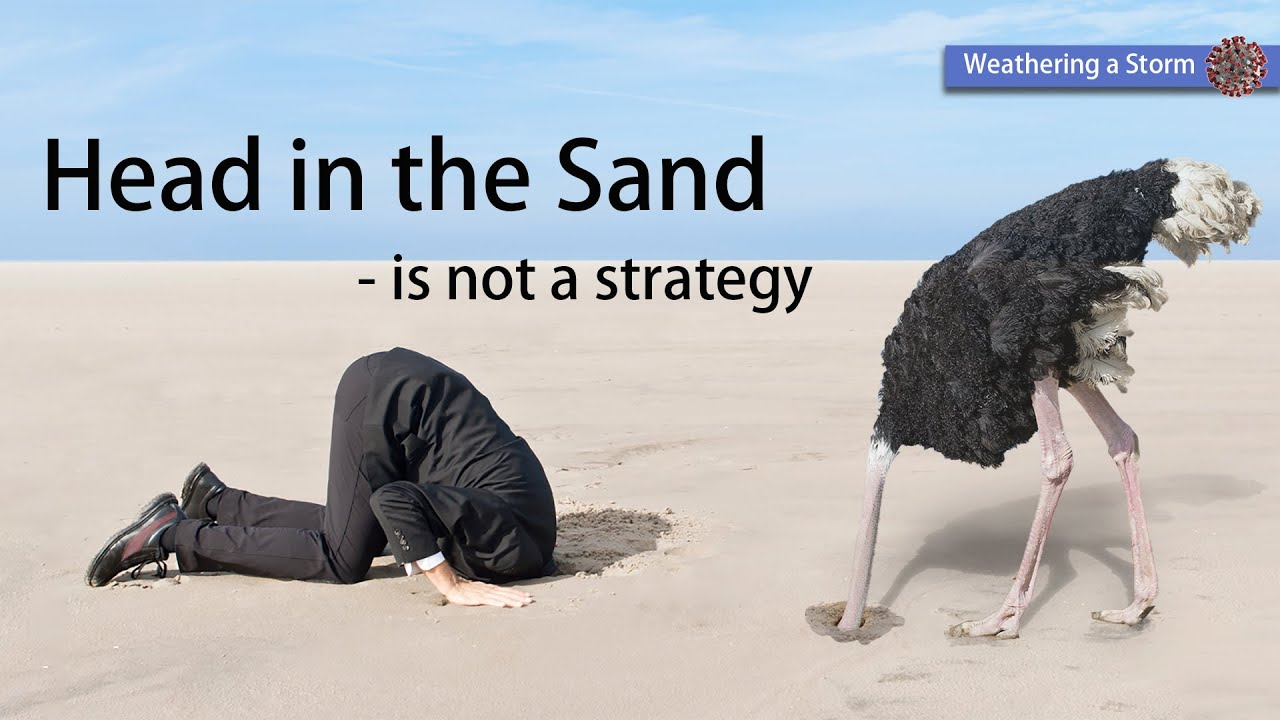 Weathering a Storm
Head in the Sand
- is not a strategy